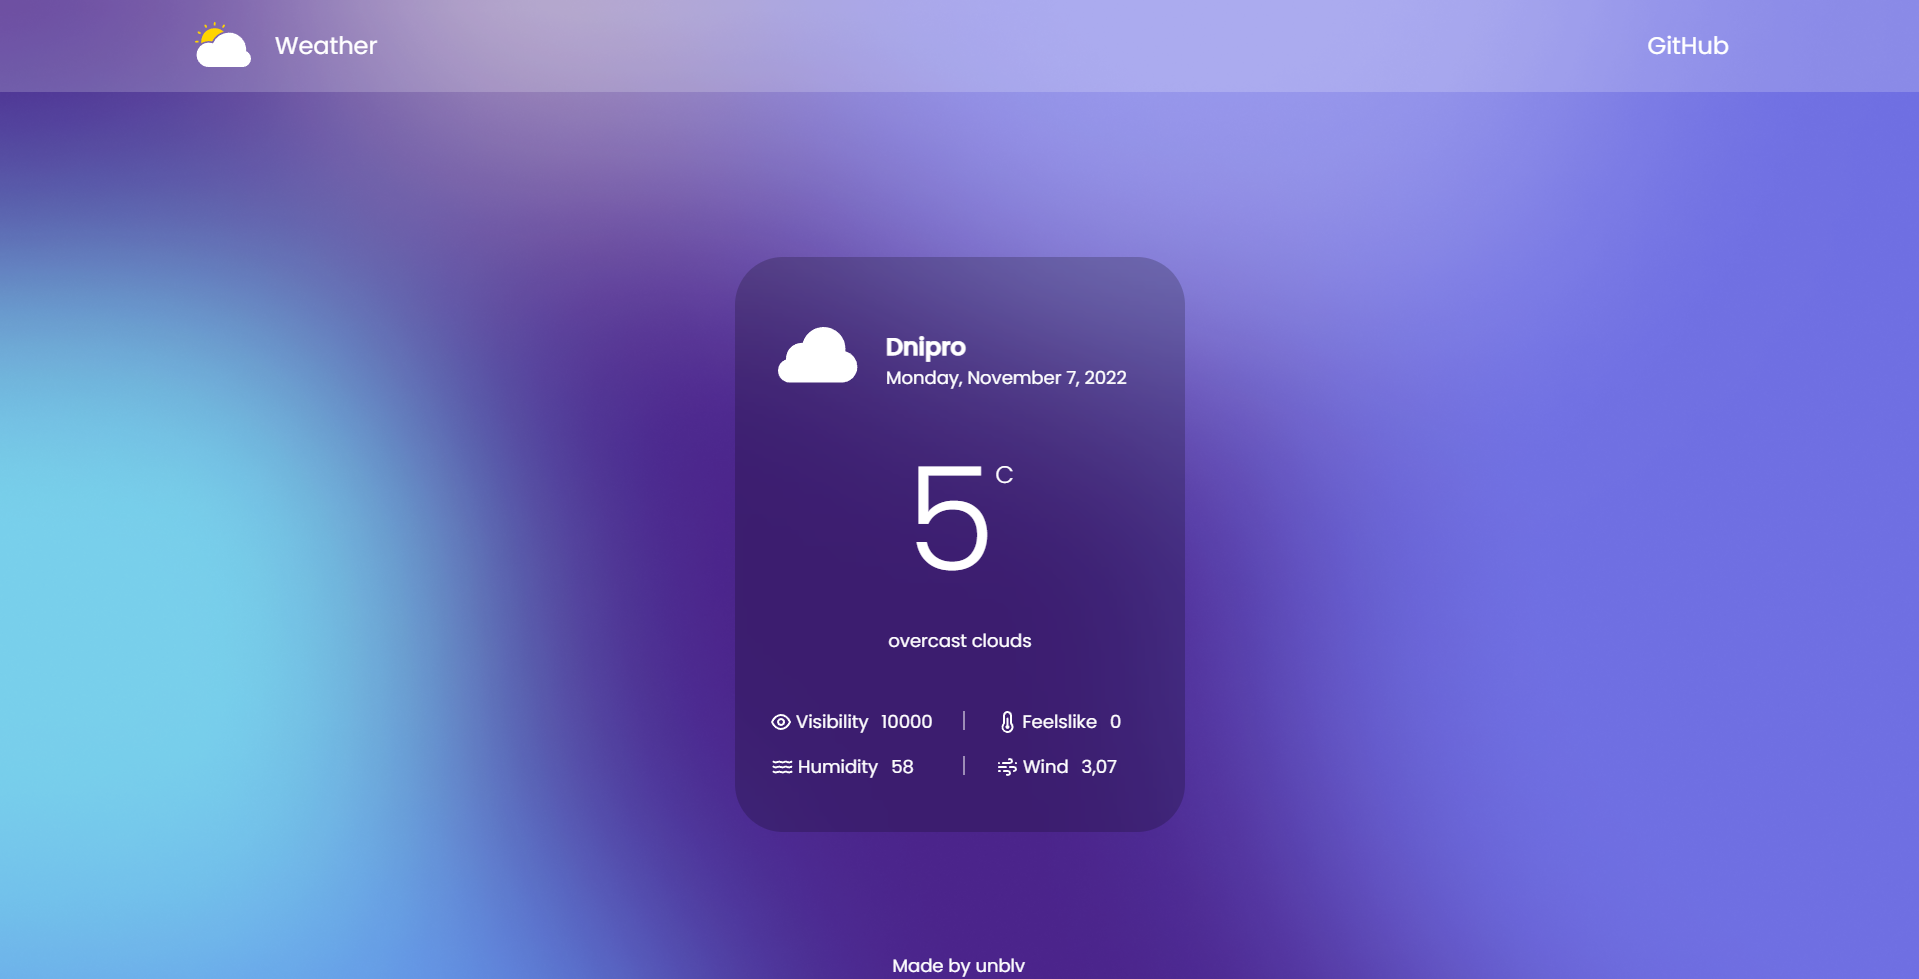 Weather GitHub
Dnipro
Monday, November 7, 2022
5 C
overcast clouds
Visibility 10000 | Feelslike 0
Humidity 58 | Wind 3,07
Made by unblv